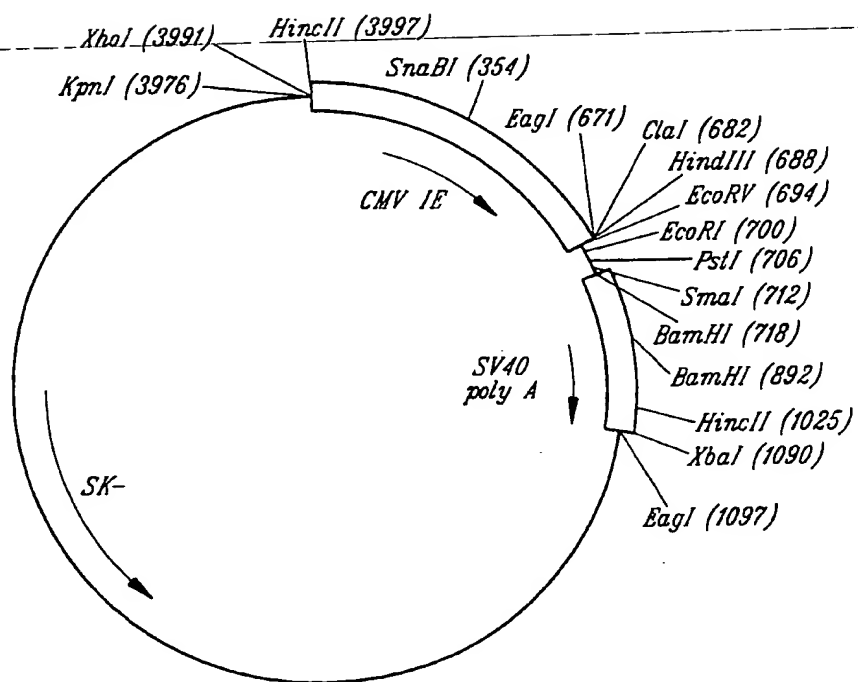 HincII (3997)
XhoI (3991)
KpnI (3976)
SnaBI (354)
EagI (671)
ClaI (682)
HindIII (688)
EcoRV (694)
EcoRI (700)
PstI (706)
SmaI (712)
BamHI (718)
BamHI (892)
HincII (1025)
XbaI (1090)
EagI (1097)
CMV IE
SV40
poly A
SK-